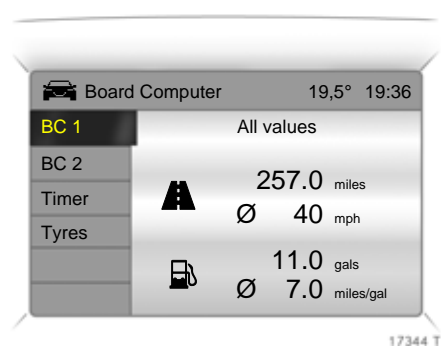 Board Computer 19,5° 19:36
BC 1
All values
BC 2
Timer
Tyres
257.0 miles
Ø 40 mph
11.0 gals
Ø 7.0 miles/gal
17344 T